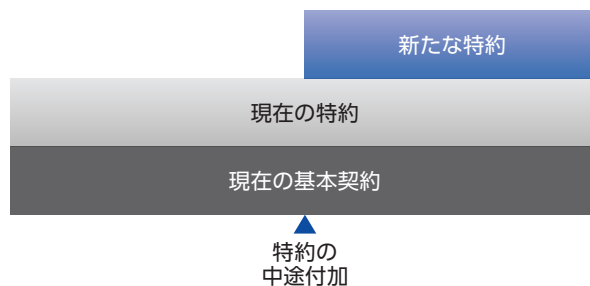 新たな特約
現在の特約
現在の基本契約
特約の
中途付加